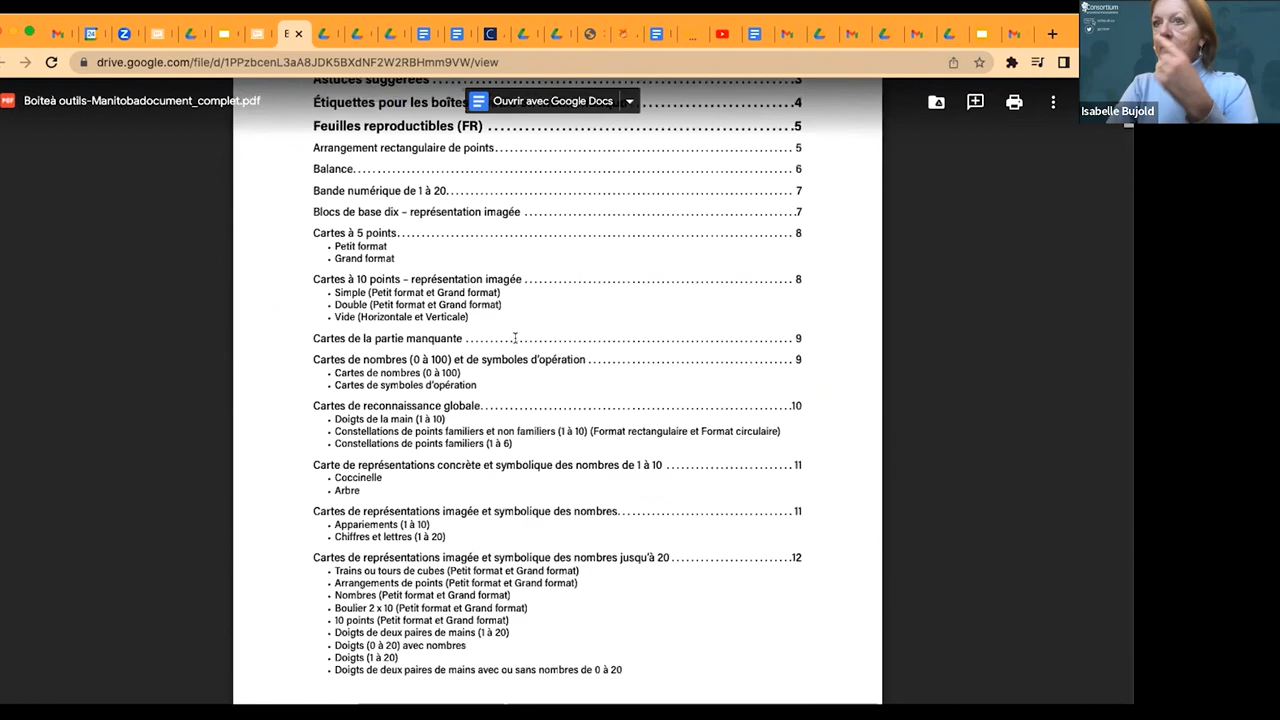 drive.google.com/file/d/1PPzbcenL3aA8JDK5BXdNF2W2RBHmm9VW/view
Consortium
Isabelle Bujold
PDF Boiteà outils-Manitobadocument_complet.pdf
Ouvrir avec Google Docs
Astuces suggérées 3
Étiquettes pour les boîtes 4
Feuilles reproductibles (FR) 5
Arrangement rectangulaire de points 5
Balance 6
Bande numérique de 1 à 20 7
Blocs de base dix – représentation imagée 7
Cartes à 5 points 8
• Petit format
• Grand format
Cartes à 10 points – représentation imagée 8
• Simple (Petit format et Grand format)
• Double (Petit format et Grand format)
• Vide (Horizontale et Verticale)
Cartes de la partie manquante 9
Cartes de nombres (0 à 100) et de symboles d'opération 9
• Cartes de nombres (0 à 100)
• Cartes de symboles d'opération
Cartes de reconnaissance globale 10
• Doigts de la main (1 à 10)
• Constellations de points familiers et non familiers (1 à 10) (Format rectangulaire et Format circulaire)
• Constellations de points familiers (1 à 6)
Carte de représentations concrète et symbolique des nombres de 1 à 10 11
• Coccinelle
• Arbre
Cartes de représentations imagée et symbolique des nombres 11
• Appariements (1 à 10)
• Chiffres et lettres (1 à 20)
Cartes de représentations imagée et symbolique des nombres jusqu'à 20 12
• Trains ou tours de cubes (Petit format et Grand format)
• Arrangements de points (Petit format et Grand format)
• Nombres (Petit format et Grand format)
• Boulier 2 x 10 (Petit format et Grand format)
• 10 points (Petit format et Grand format)
• Doigts de deux paires de mains (1 à 20)
• Doigts (0 à 20) avec nombres
• Doigts (1 à 20)
• Doigts de deux paires de mains avec ou sans nombres de 0 à 20